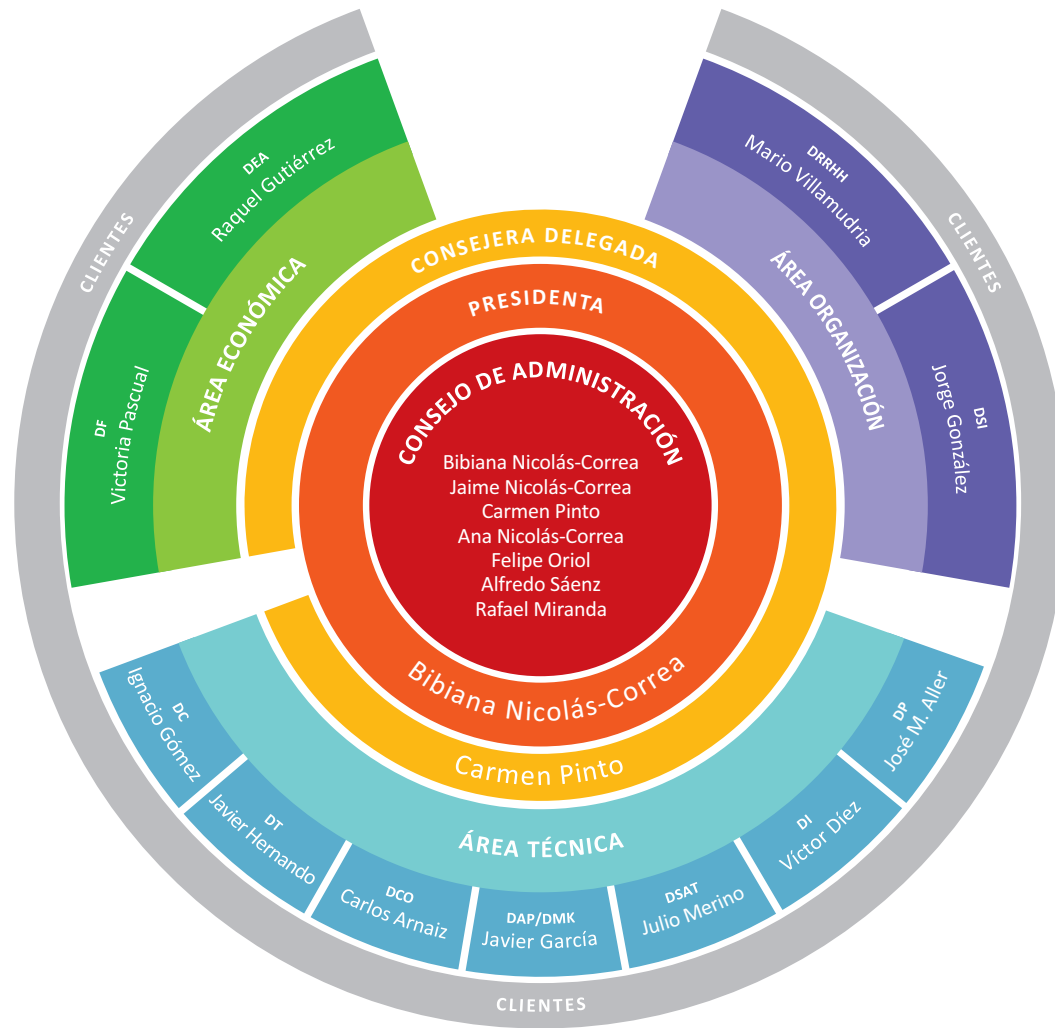 CLIENTES
DEA
Raquel Gutiérrez
DF
Victoria Pascual
ÁREA ECONÓMICA
CLIENTES
DRRHH
Mario Villamudria
DSI
Jorge González
ÁREA ORGANIZACIÓN
CONSEJERA DELEGADA
PRESIDENTA
CONSEJO DE ADMINISTRACIÓN
Bibiana Nicolás-Correa
Jaime Nicolás-Correa
Carmen Pinto
Ana Nicolás-Correa
Felipe Oriol
Alfredo Sáenz
Rafael Miranda
Bibiana Nicolás-Correa
Carmen Pinto
ÁREA TÉCNICA
DC
Ignacio Gómez
DT
Javier Hernando
DCO
Carlos Arnaiz
DAP/DMK
Javier García
DSAT
Julio Merino
DI
Víctor Díez
DP
José M. Aller
CLIENTES